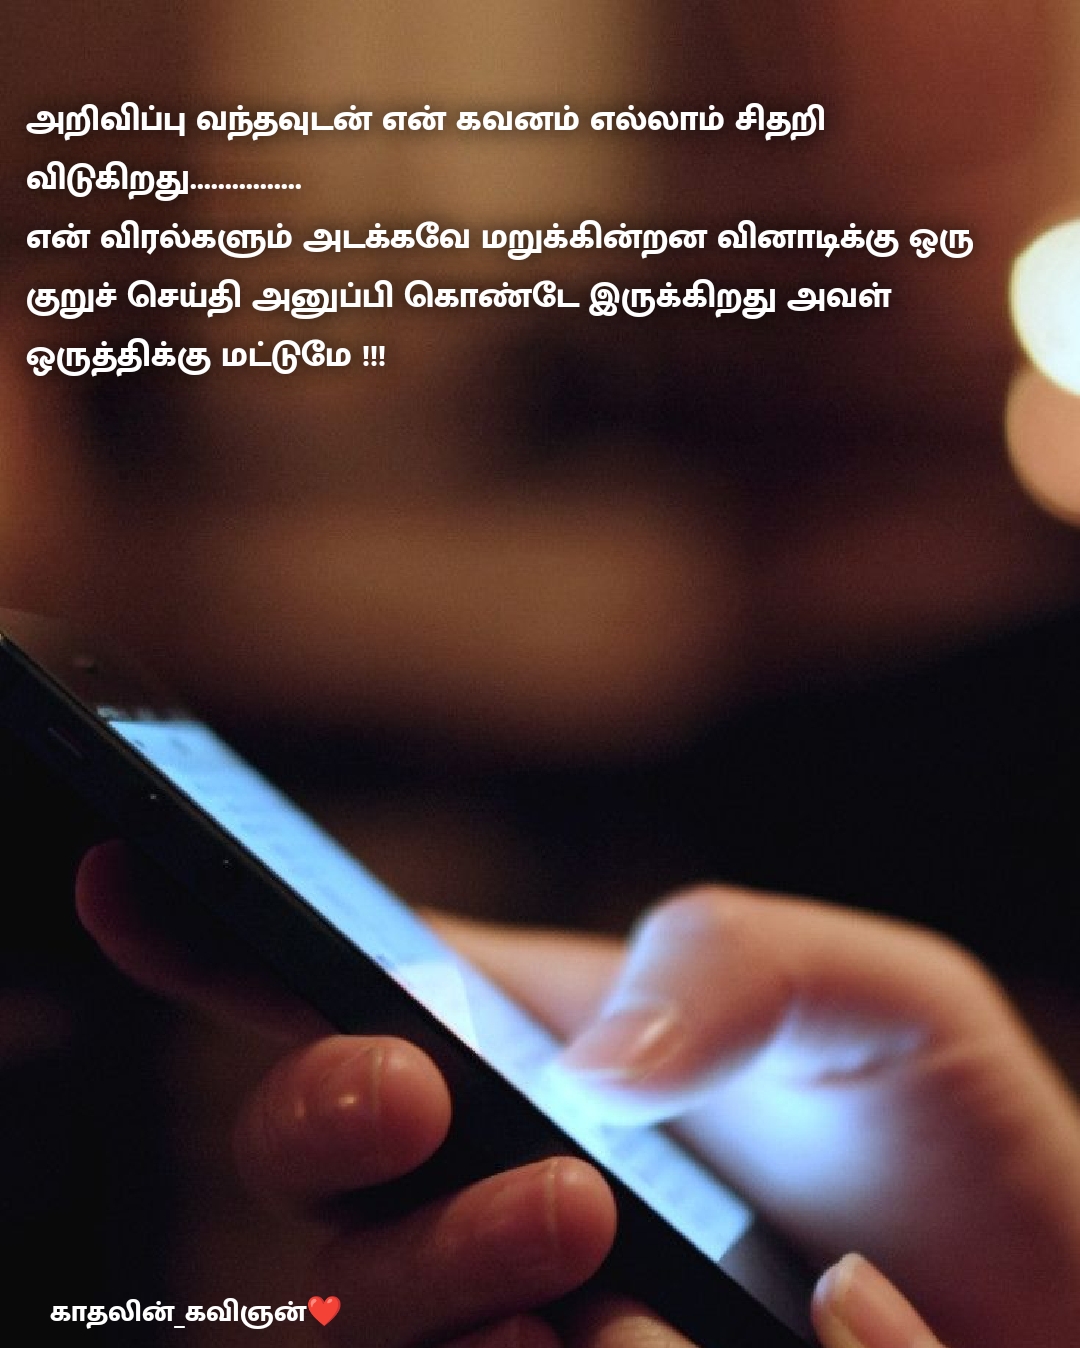 அறிவிப்பு வந்தவுடன் என் கவனம் எல்லாம் சிதறி
விடுகிறது................
என் விரல்களும் அடக்கவே மறுக்கின்றன வினாடிக்கு ஒரு
குறுச் செய்தி அனுப்பி கொண்டே இருக்கிறது அவள்
ஒருத்திக்கு மட்டுமே !!!
காதலின்_கவிஞன்❤️